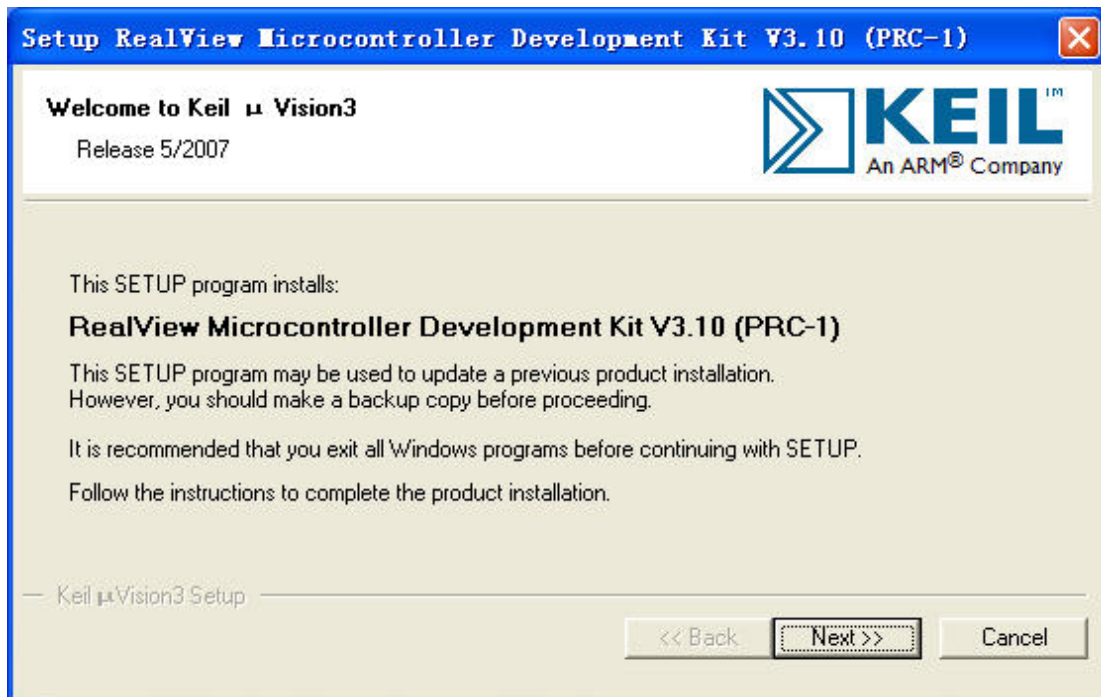 Setup RealView Microcontroller Development Kit V3.10 (PRC-1)
Welcome to Keil μ Vision3
Release 5/2007
KEIL™
An ARM® Company
This SETUP program installs:
RealView Microcontroller Development Kit V3.10 (PRC-1)
This SETUP program may be used to update a previous product installation.
However, you should make a backup copy before proceeding.
It is recommended that you exit all Windows programs before continuing with SETUP.
Follow the instructions to complete the product installation.
Keil μVision3 Setup
<< Back
Next >>
Cancel